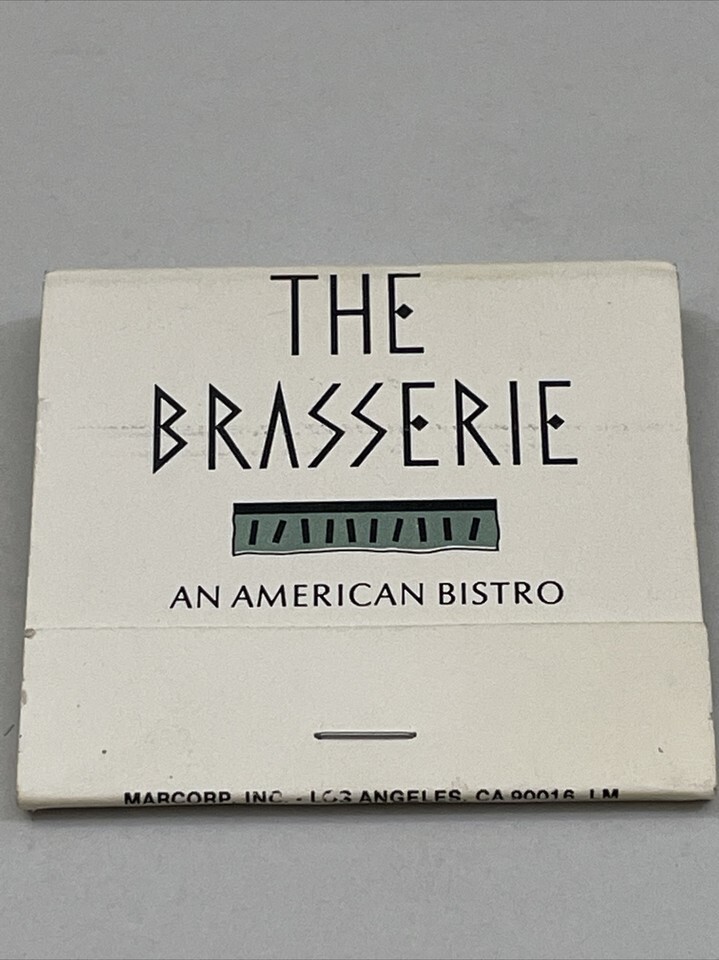 THE
BRASSERIE
AN AMERICAN BISTRO
MARCORP, INC. - LOS ANGELES, CA 90016 LM